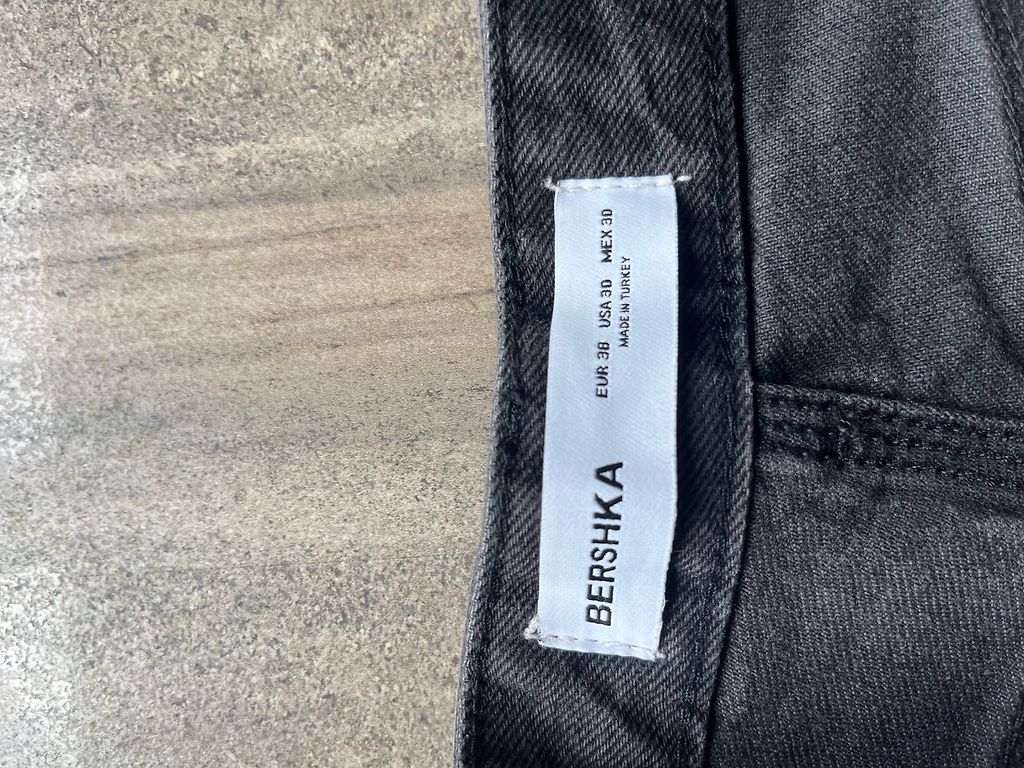 BERSHKA
EUR 38 USA 30 MEX 30
MADE IN TURKEY